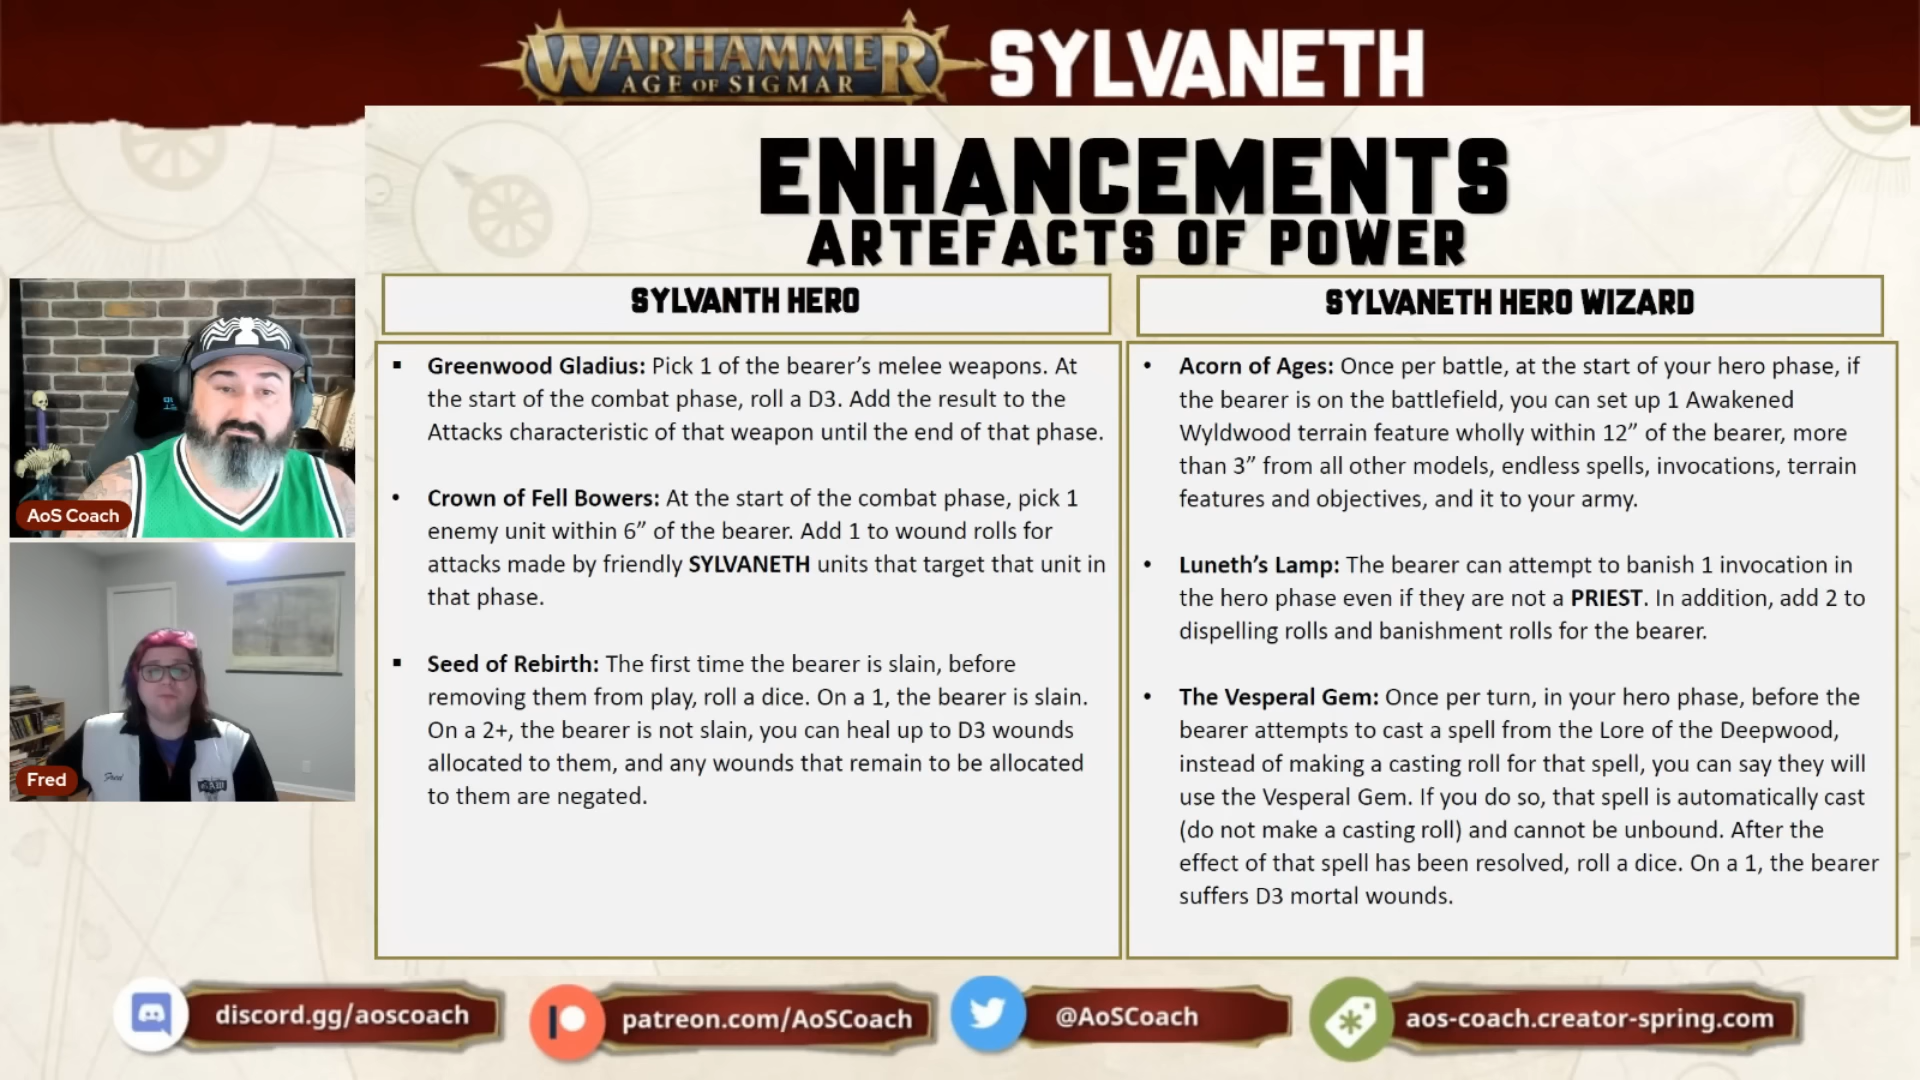 WARHAMMER
AGE OF SIGMAR
SYLVANETH
ENHANCEMENTS
ARTEFACTS OF POWER
SYLVANTH HERO
▪ Greenwood Gladius: Pick 1 of the bearer’s melee weapons. At
the start of the combat phase, roll a D3. Add the result to the
Attacks characteristic of that weapon until the end of that phase.
• Crown of Fell Bowers: At the start of the combat phase, pick 1
enemy unit within 6” of the bearer. Add 1 to wound rolls for
attacks made by friendly SYLVANETH units that target that unit in
that phase.
▪ Seed of Rebirth: The first time the bearer is slain, before
removing them from play, roll a dice. On a 1, the bearer is slain.
On a 2+, the bearer is not slain, you can heal up to D3 wounds
allocated to them, and any wounds that remain to be allocated
to them are negated.
SYLVANETH HERO WIZARD
• Acorn of Ages: Once per battle, at the start of your hero phase, if
the bearer is on the battlefield, you can set up 1 Awakened
Wyldwood terrain feature wholly within 12” of the bearer, more
than 3” from all other models, endless spells, invocations, terrain
features and objectives, and it to your army.
• Luneth’s Lamp: The bearer can attempt to banish 1 invocation in
the hero phase even if they are not a PRIEST. In addition, add 2 to
dispelling rolls and banishment rolls for the bearer.
• The Vesperal Gem: Once per turn, in your hero phase, before the
bearer attempts to cast a spell from the Lore of the Deepwood,
instead of making a casting roll for that spell, you can say they will
use the Vesperal Gem. If you do so, that spell is automatically cast
(do not make a casting roll) and cannot be unbound. After the
effect of that spell has been resolved, roll a dice. On a 1, the bearer
suffers D3 mortal wounds.
AoS Coach
Fred
Fred
discord.gg/aoscoach
patreon.com/AoSCoach
@AoSCoach
aos-coach.creator-spring.com